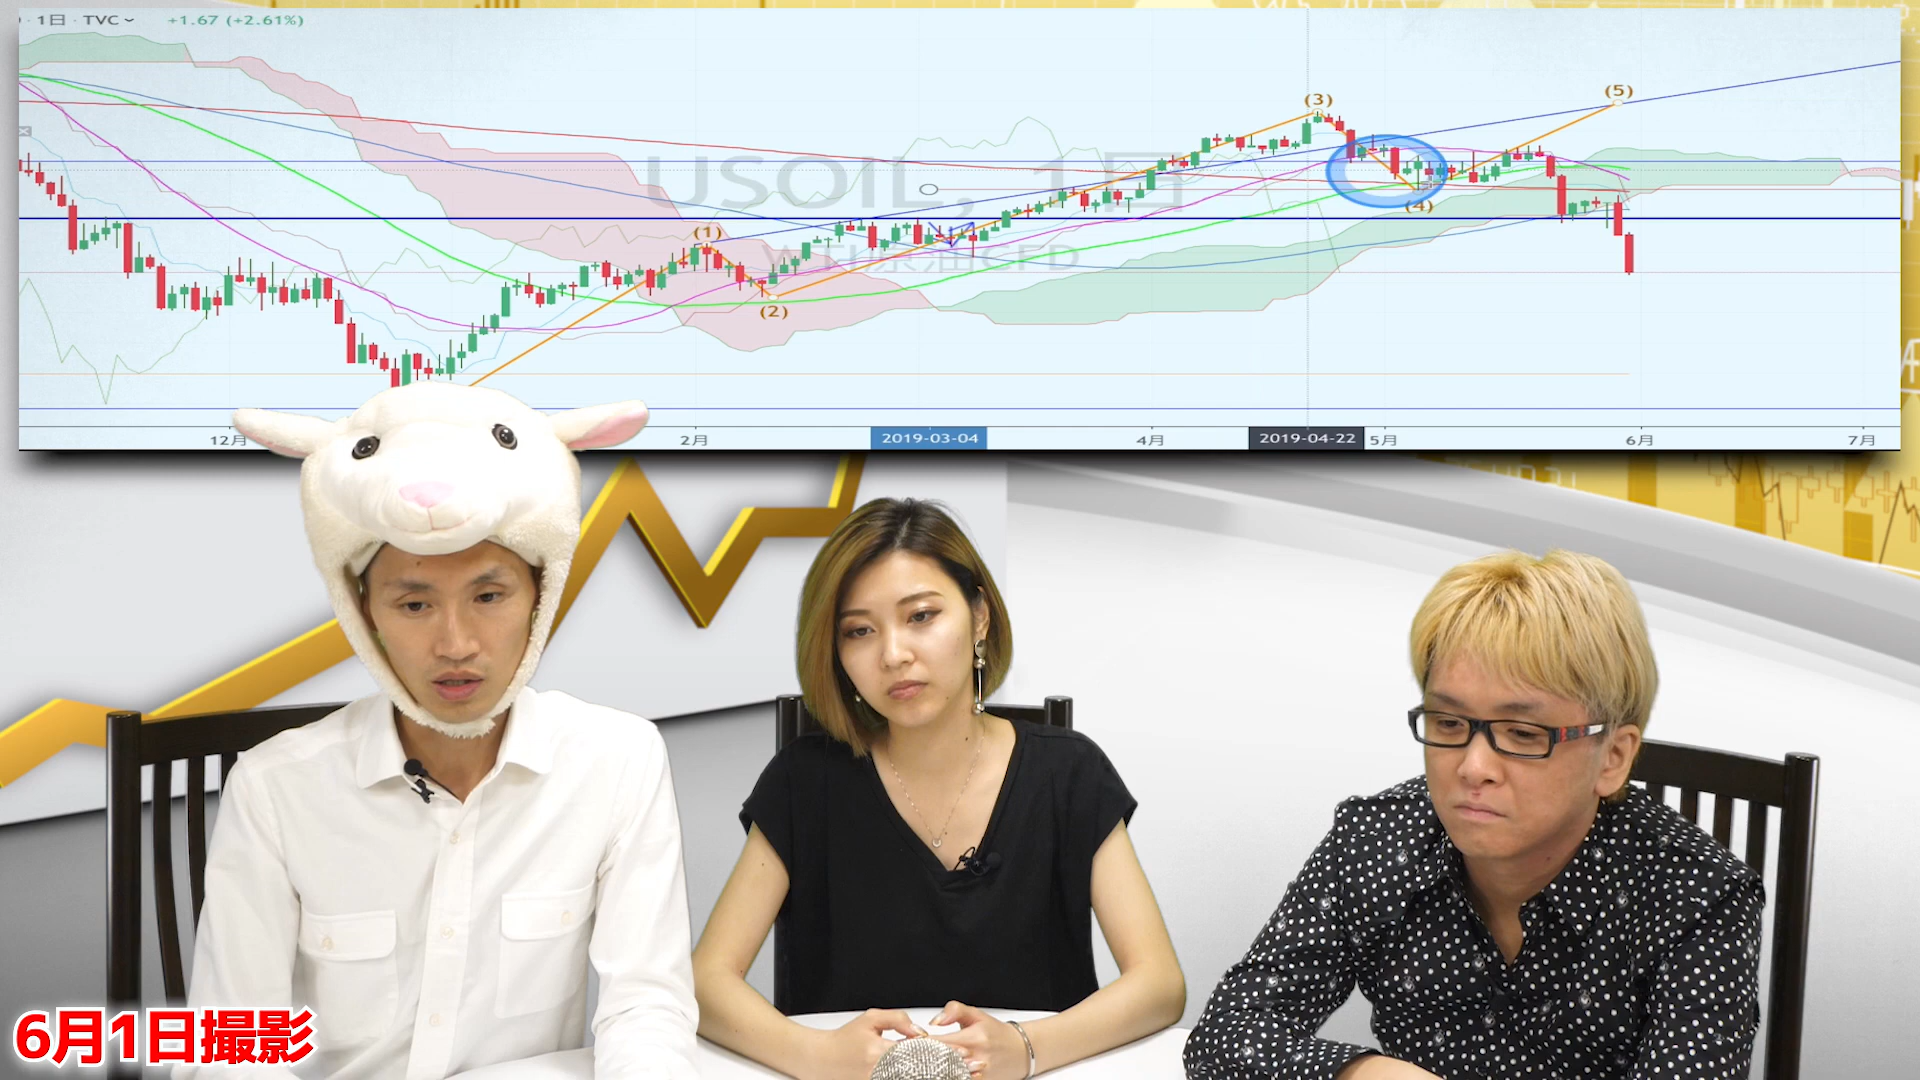 1日 · TVC +1.67 (+2.61%)
(5)
(3)
USOIL, 1日
(4)
(1)
WTI原油CFD
(2)
12月 2月 2019-03-04 4月 2019-04-22 5月 6月 7月
6月1日撮影